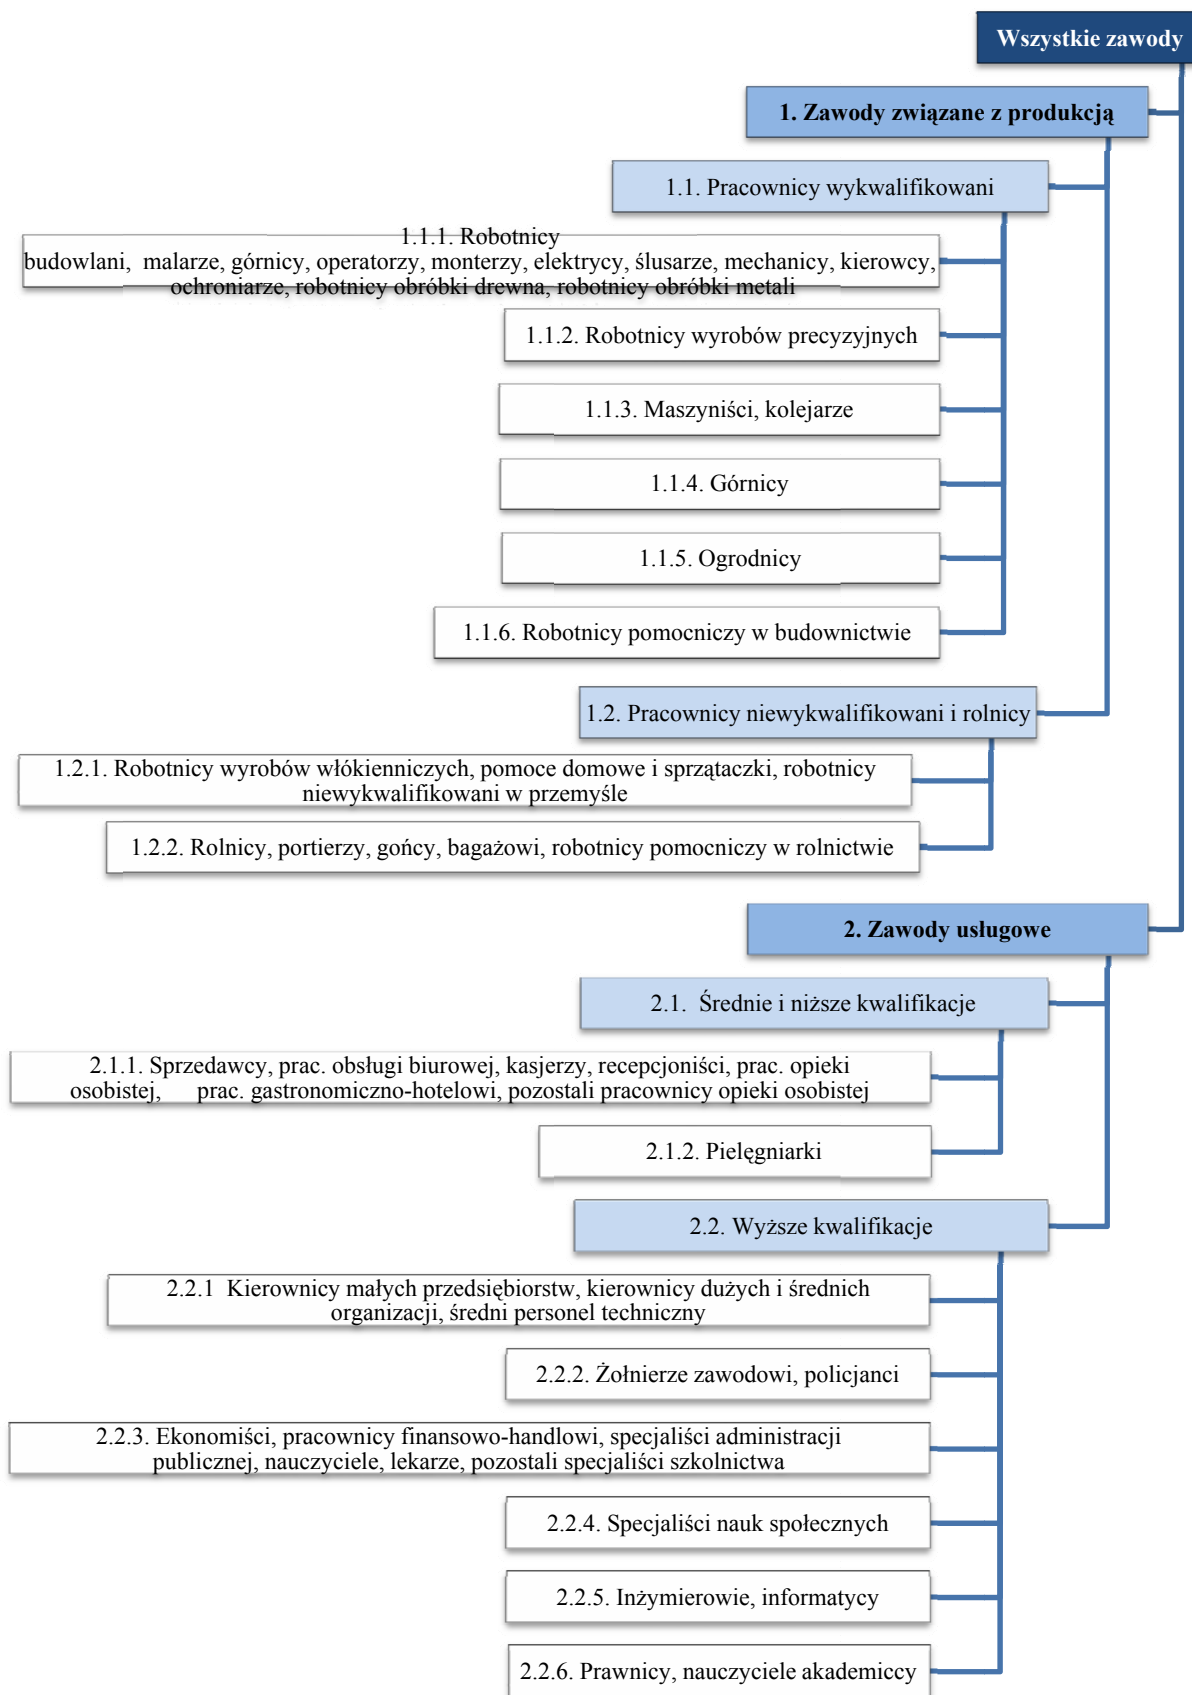 Wszystkie zawody
1. Zawody związane z produkcją
1.1. Pracownicy wykwalifikowani
1.1.1. Robotnicy
budowlani, malarze, górnicy, operatorzy, monterzy, elektrycy, ślusarze, mechanicy, kierowcy,
ochroniarze, robotnicy obróbki drewna, robotnicy obróbki metali
1.1.2. Robotnicy wyrobów precyzyjnych
1.1.3. Maszyniści, kolejarze
1.1.4. Górnicy
1.1.5. Ogrodnicy
1.1.6. Robotnicy pomocniczy w budownictwie
1.2. Pracownicy niewykwalifikowani i rolnicy
1.2.1. Robotnicy wyrobów włókienniczych, pomoce domowe i sprzątaczki, robotnicy
niewykwalifikowani w przemyśle
1.2.2. Rolnicy, portierzy, gońcy, bagażowi, robotnicy pomocniczy w rolnictwie
2. Zawody usługowe
2.1. Średnie i niższe kwalifikacje
2.1.1. Sprzedawcy, prac. obsługi biurowej, kasjerzy, recepcjoniści, prac. opieki
osobistej, prac. gastronomiczno-hotelowi, pozostali pracownicy opieki osobistej
2.1.2. Pielęgniarki
2.2. Wyższe kwalifikacje
2.2.1 Kierownicy małych przedsiębiorstw, kierownicy dużych i średnich
organizacji, średni personel techniczny
2.2.2. Żołnierze zawodowi, policjanci
2.2.3. Ekonomiści, pracownicy finansowo-handlowi, specjaliści administracji
publicznej, nauczyciele, lekarze, pozostali specjaliści szkolnictwa
2.2.4. Specjaliści nauk społecznych
2.2.5. Inżymierowie, informatycy
2.2.6. Prawnicy, nauczyciele akademiccy